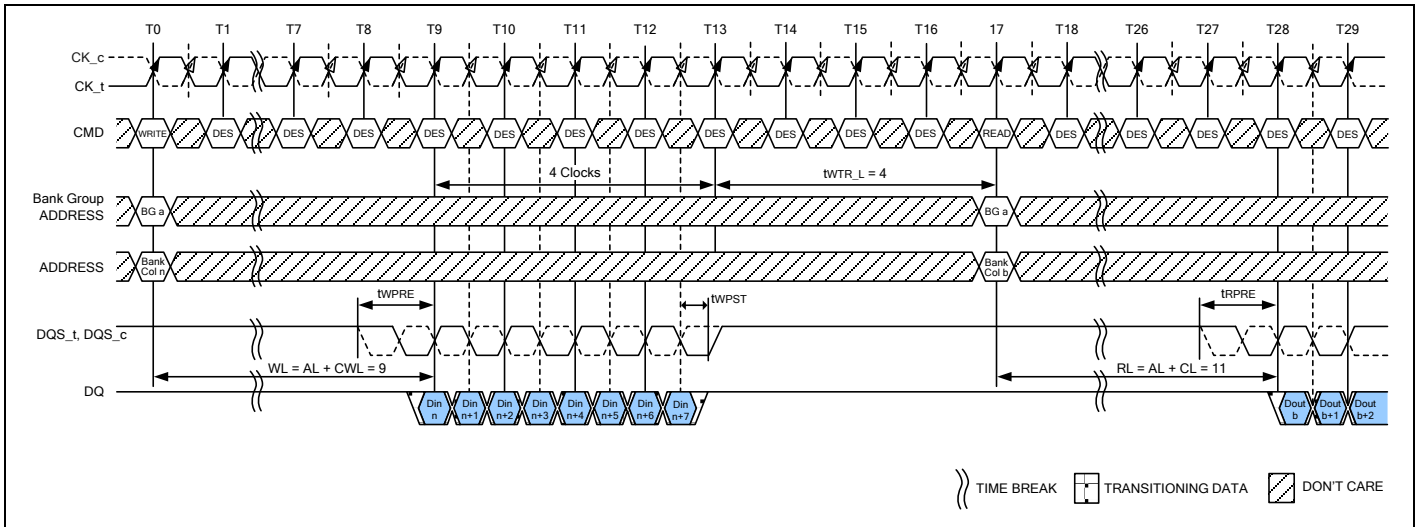 T0 T1 T7 T8 T9 T10 T11 T12 T13 T14 T15 T16 17 T18 T26 T27 T28 T29
CK_c
CK_t
CMD WRITE DES DES DES DES DES DES DES DES DES DES DES READ DES DES DES DES DES
4 Clocks tWTR_L = 4
Bank Group
ADDRESS BG a BG a
ADDRESS Bank Col n Bank Col b
tWPRE tWPST tRPRE
DQS_t, DQS_c
WL = AL + CWL = 9 RL = AL + CL = 11
DQ Din n Din n+1 Din n+2 Din n+3 Din n+4 Din n+5 Din n+6 Din n+7 Dout b Dout b+1 Dout b+2
TIME BREAK TRANSITIONING DATA DON'T CARE